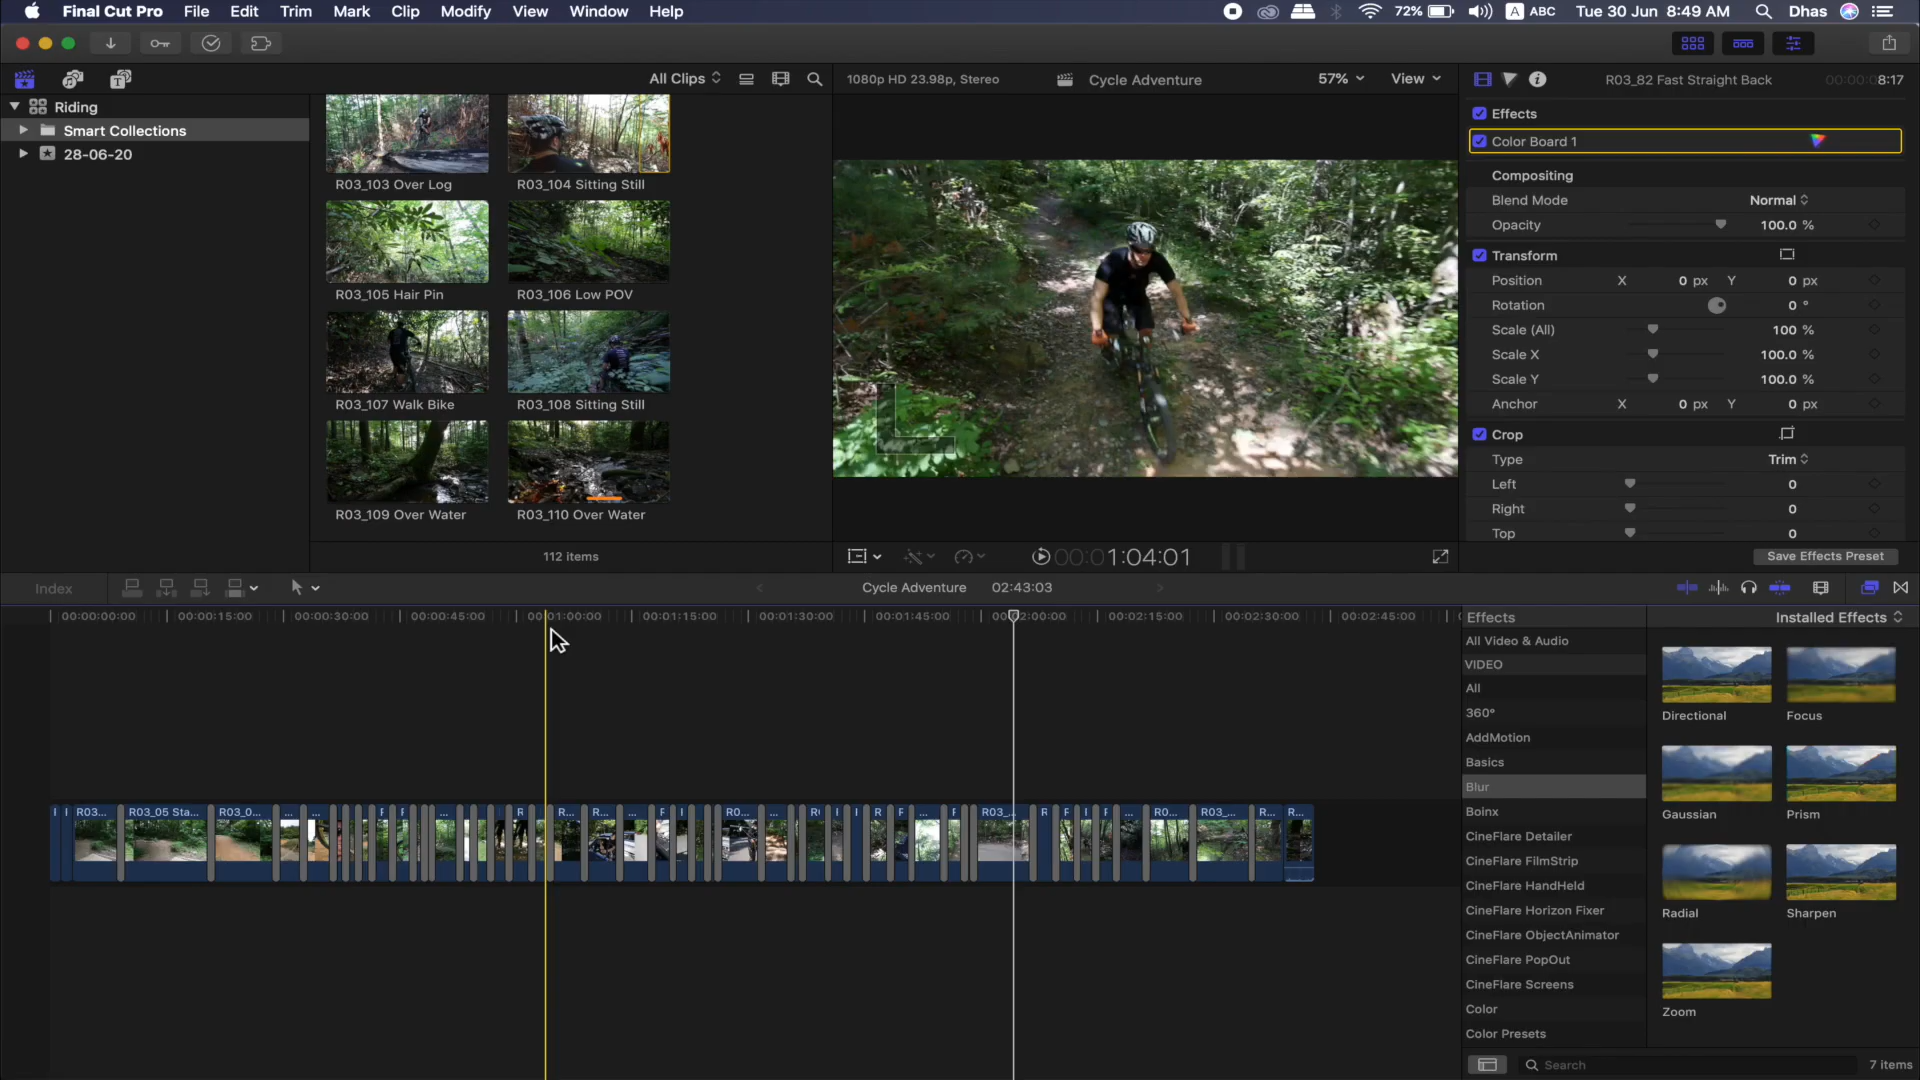 Final Cut Pro File Edit Trim Mark Clip Modify View Window Help
72% A ABC Tue 30 Jun 8:49 AM Dhas
All Clips
1080p HD 23.98p, Stereo
Cycle Adventure
57% View
R03_82 Fast Straight Back
00:00:08:17
T
Riding
Smart Collections
28-06-20
R03_103 Over Log
R03_104 Sitting Still
R03_105 Hair Pin
R03_106 Low POV
R03_107 Walk Bike
R03_108 Sitting Still
R03_109 Over Water
R03_110 Over Water
112 items
Effects
Color Board 1
Compositing
Blend Mode Normal
Opacity 100.0 %
Transform
Position X 0 px Y 0 px
Rotation 0 °
Scale (All) 100 %
Scale X 100.0 %
Scale Y 100.0 %
Anchor X 0 px Y 0 px
Crop
Type Trim
Left 0
Right 0
Top 0
Save Effects Preset
00:01:04:01
Index
Cycle Adventure 02:43:03
00:00:00:00 00:00:15:00 00:00:30:00 00:00:45:00 00:01:00:00 00:01:15:00 00:01:30:00 00:01:45:00 00:02:00:00 00:02:15:00 00:02:30:00 00:02:45:00
R03... R03_05 Sta... R03_0... ... ... R... R... ... R0... ... R03_... ... R0... R03_... R... R...
Effects
Installed Effects
All Video & Audio
VIDEO
All
360°
AddMotion
Basics
Blur
Boinx
CineFlare Detailer
CineFlare FilmStrip
CineFlare HandHeld
CineFlare Horizon Fixer
CineFlare ObjectAnimator
CineFlare PopOut
CineFlare Screens
Color
Color Presets
Directional
Focus
Gaussian
Prism
Radial
Sharpen
Zoom
Search
7 items